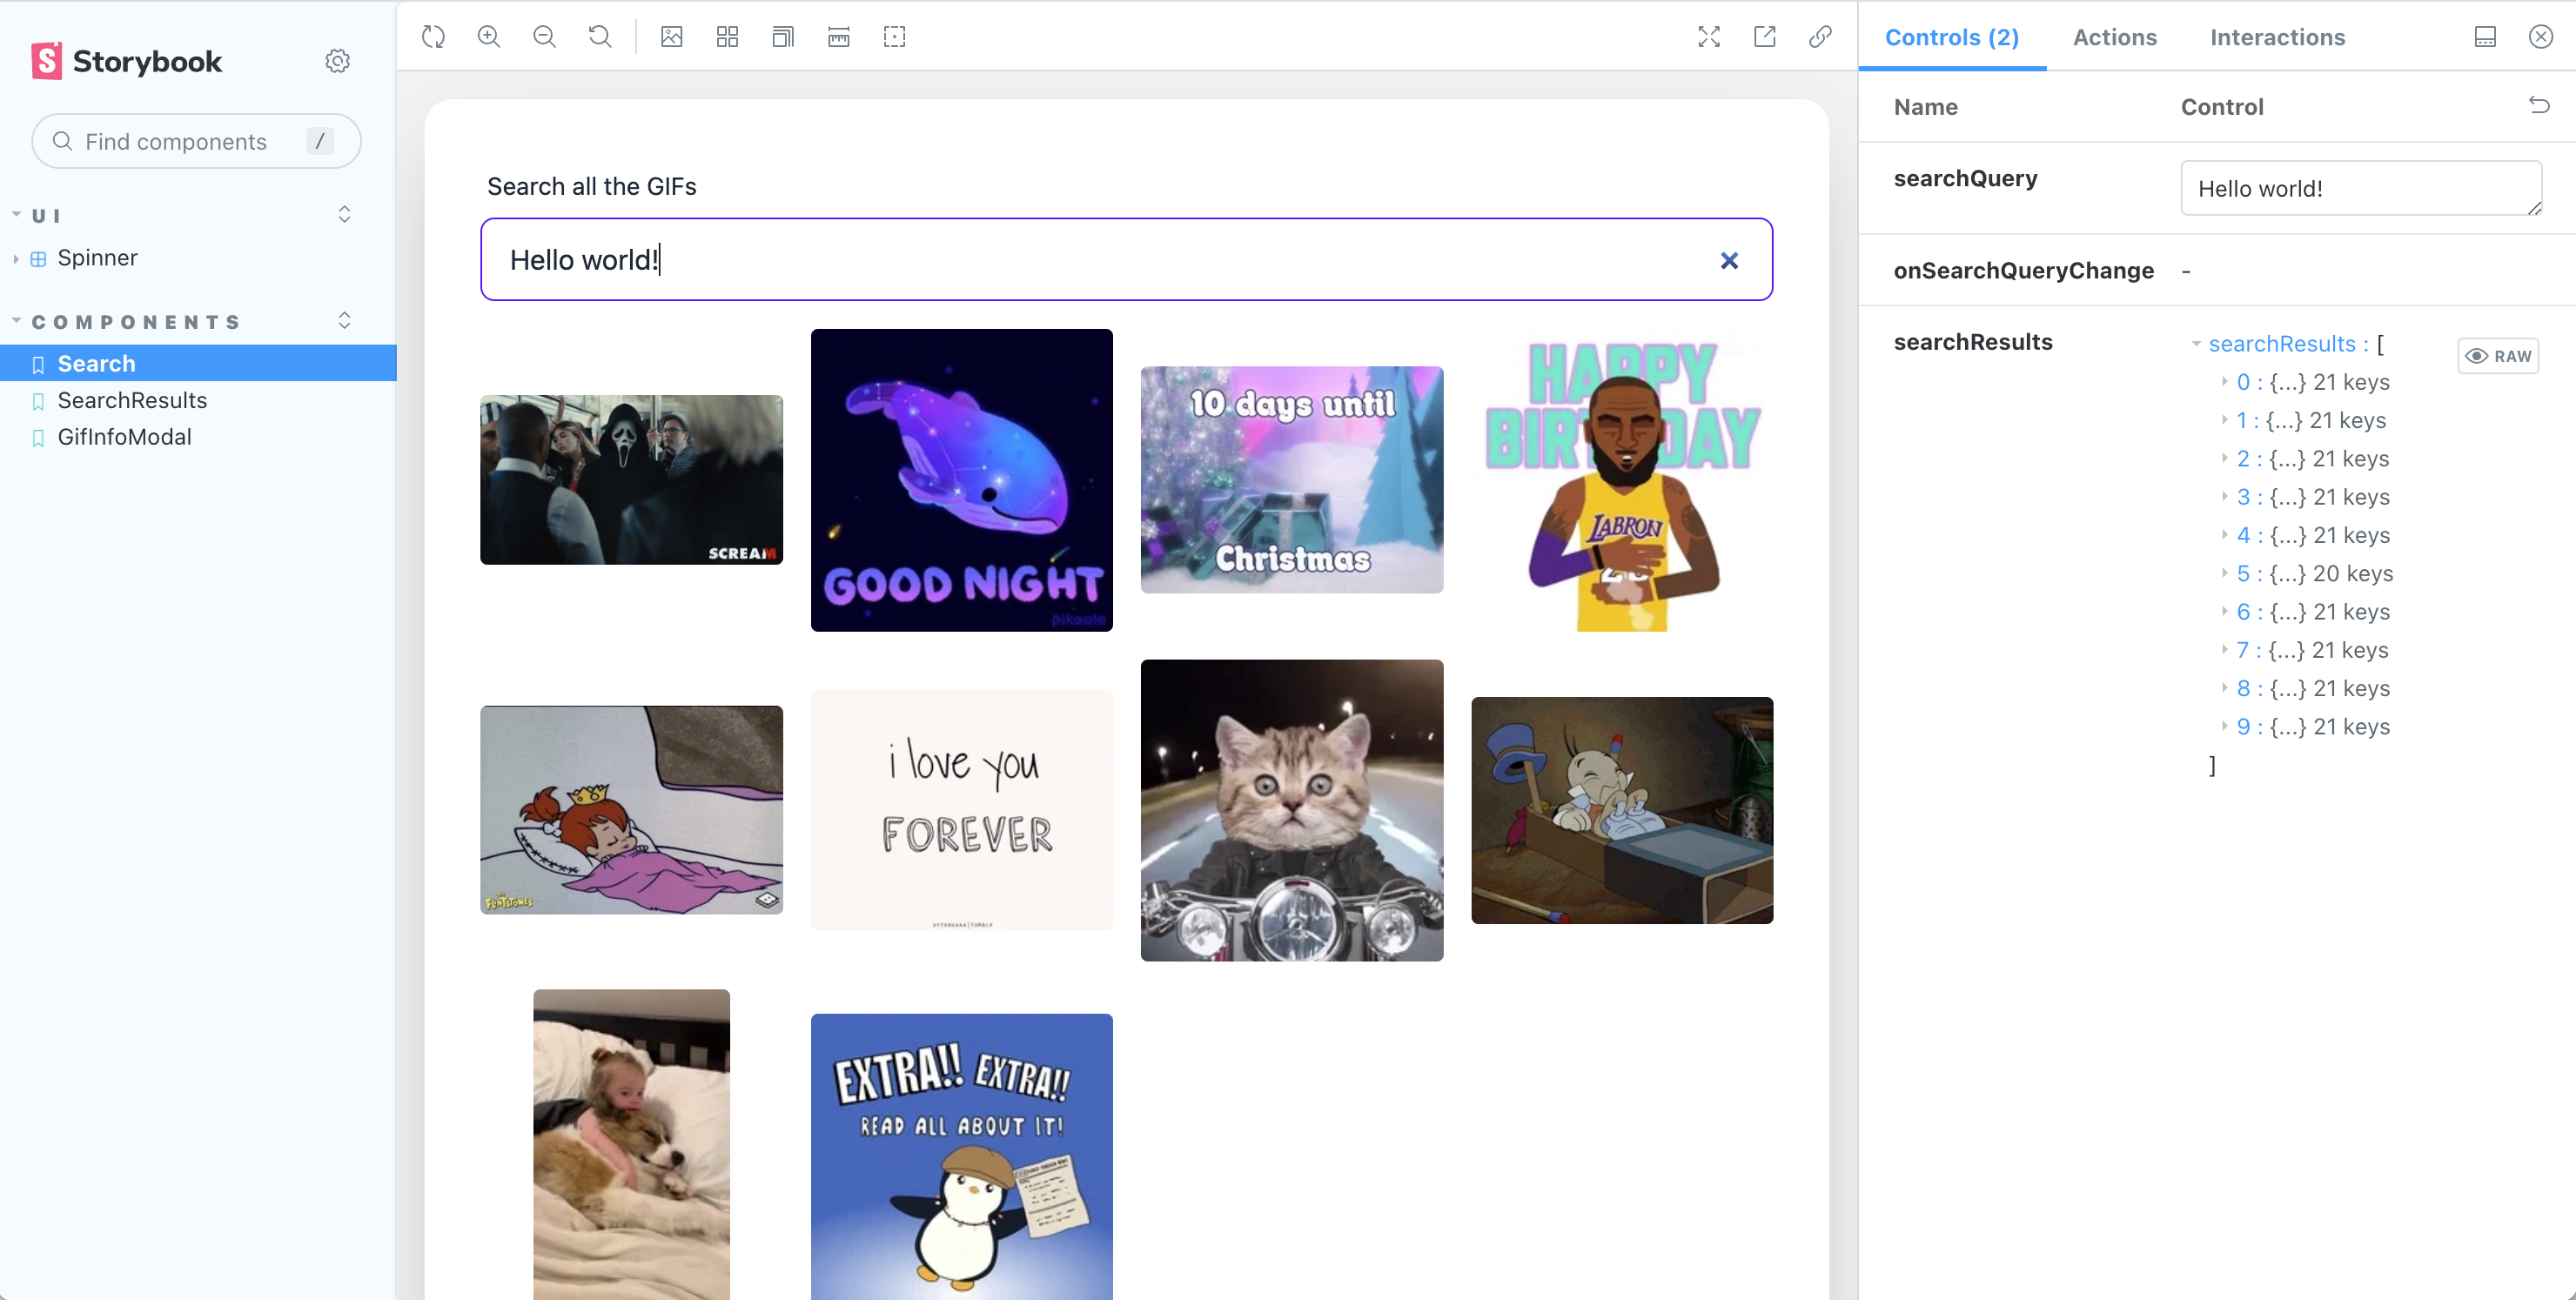 Storybook
Find components
/
UI
Spinner
COMPONENTS
Search
SearchResults
GifInfoModal
Search all the GIFs
Hello world!
SCREAM
GOOD NIGHT
pikaole
10 days until
Christmas
HAPPY
BIRTHDAY
LABRON
THE
FLINTSTONES
i love you
FOREVER
EXTRA!! EXTRA!!
READ ALL ABOUT IT!
Controls (2)
Actions
Interactions
Name
Control
searchQuery
Hello world!
onSearchQueryChange
-
searchResults
searchResults : [
RAW
0 : {...} 21 keys
1 : {...} 21 keys
2 : {...} 21 keys
3 : {...} 21 keys
4 : {...} 21 keys
5 : {...} 20 keys
6 : {...} 21 keys
7 : {...} 21 keys
8 : {...} 21 keys
9 : {...} 21 keys
]